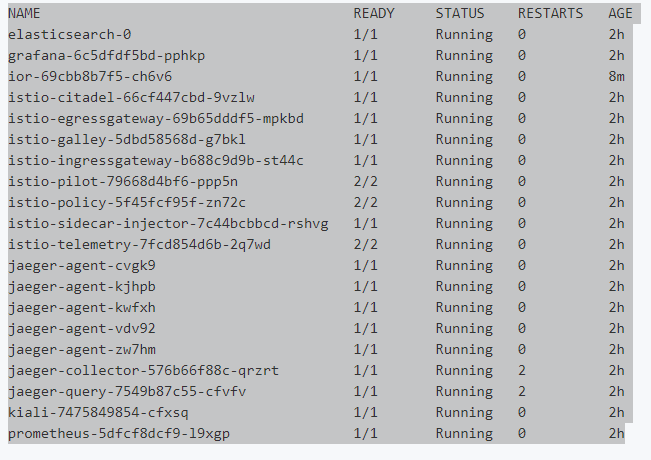 NAME READY STATUS RESTARTS AGE
elasticsearch-0 1/1 Running 0 2h
grafana-6c5dfdf5bd-pphkp 1/1 Running 0 2h
ior-69cbb8b7f5-ch6v6 1/1 Running 0 8m
istio-citadel-66cf447cbd-9vzlw 1/1 Running 0 2h
istio-egressgateway-69b65dddf5-mpkbd 1/1 Running 0 2h
istio-galley-5dbd58568d-g7bkl 1/1 Running 0 2h
istio-ingressgateway-b688c9d9b-st44c 1/1 Running 0 2h
istio-pilot-79668d4bf6-ppp5n 2/2 Running 0 2h
istio-policy-5f45fcf95f-zn72c 2/2 Running 0 2h
istio-sidecar-injector-7c44bcbbcd-rshvg 1/1 Running 0 2h
istio-telemetry-7fcd854d6b-2q7wd 2/2 Running 0 2h
jaeger-agent-cvgk9 1/1 Running 0 2h
jaeger-agent-kjhpb 1/1 Running 0 2h
jaeger-agent-kwfxh 1/1 Running 0 2h
jaeger-agent-vdv92 1/1 Running 0 2h
jaeger-agent-zw7hm 1/1 Running 0 2h
jaeger-collector-576b66f88c-qrzrt 1/1 Running 2 2h
jaeger-query-7549b87c55-cfvfv 1/1 Running 2 2h
kiali-7475849854-cfxsq 1/1 Running 0 2h
prometheus-5dfcf8dcf9-l9xgp 1/1 Running 0 2h